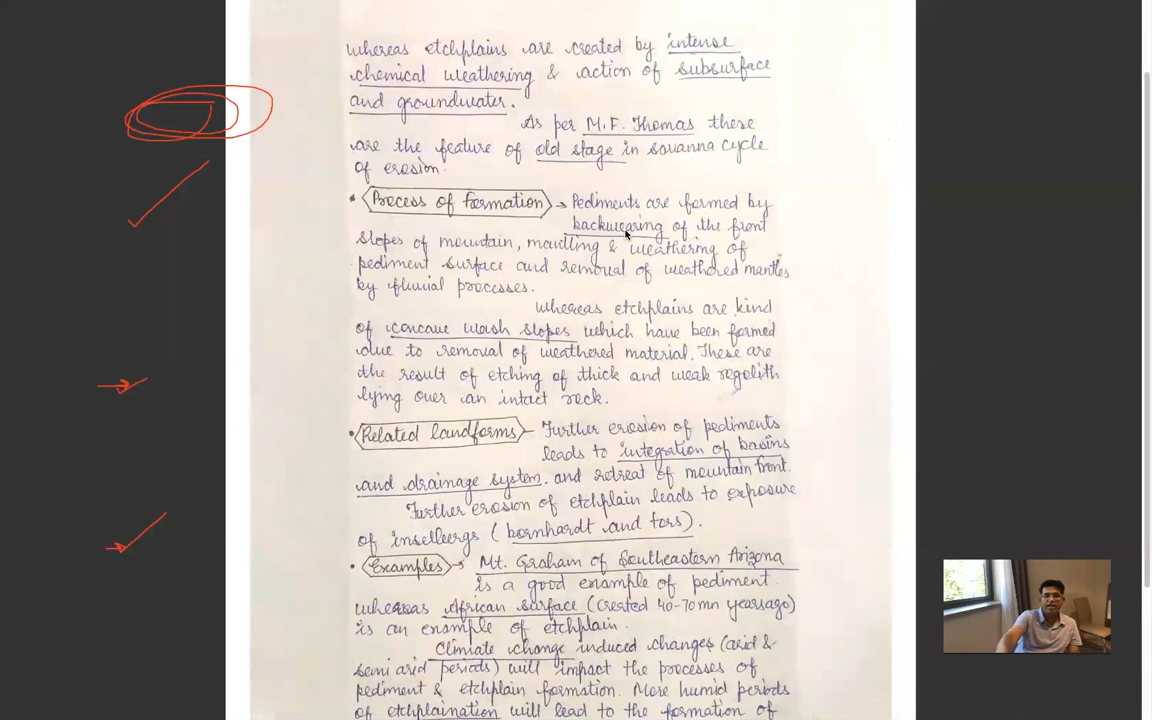 whereas etchplains are created by intense
chemical weathering & action of subsurface
and groundwater.
As per M.F. Thomas these
are the feature of old stage in savanna cycle
of erosion.
• Process of formation → Pediments are formed by
backwearing of the front
slopes of mountain, mantling & weathering of
pediment surface and removal of weathered mantles
by fluvial processes.
whereas etchplains are kind
of concave wash slopes which have been formed
due to removal of weathered material. These are
the result of etching of thick and weak regolith
lying over an intact rock.
• Related landforms - Further erosion of pediments
leads to integration of basins
and drainage system. and retreat of mountain front.
Further erosion of etchplain leads to exposure
of inselbergs (bornhardt and tors).
• Examples → Mt. Graham of Southeastern Arizona
is a good example of pediment
whereas African surface (created 40-70mn years ago)
is an example of etchplain.
Climate change induced changes (arid &
semi arid periods) will impact the processes of
pediment & etchplain formation. More humid periods
of etchplaination will lead to the formation of